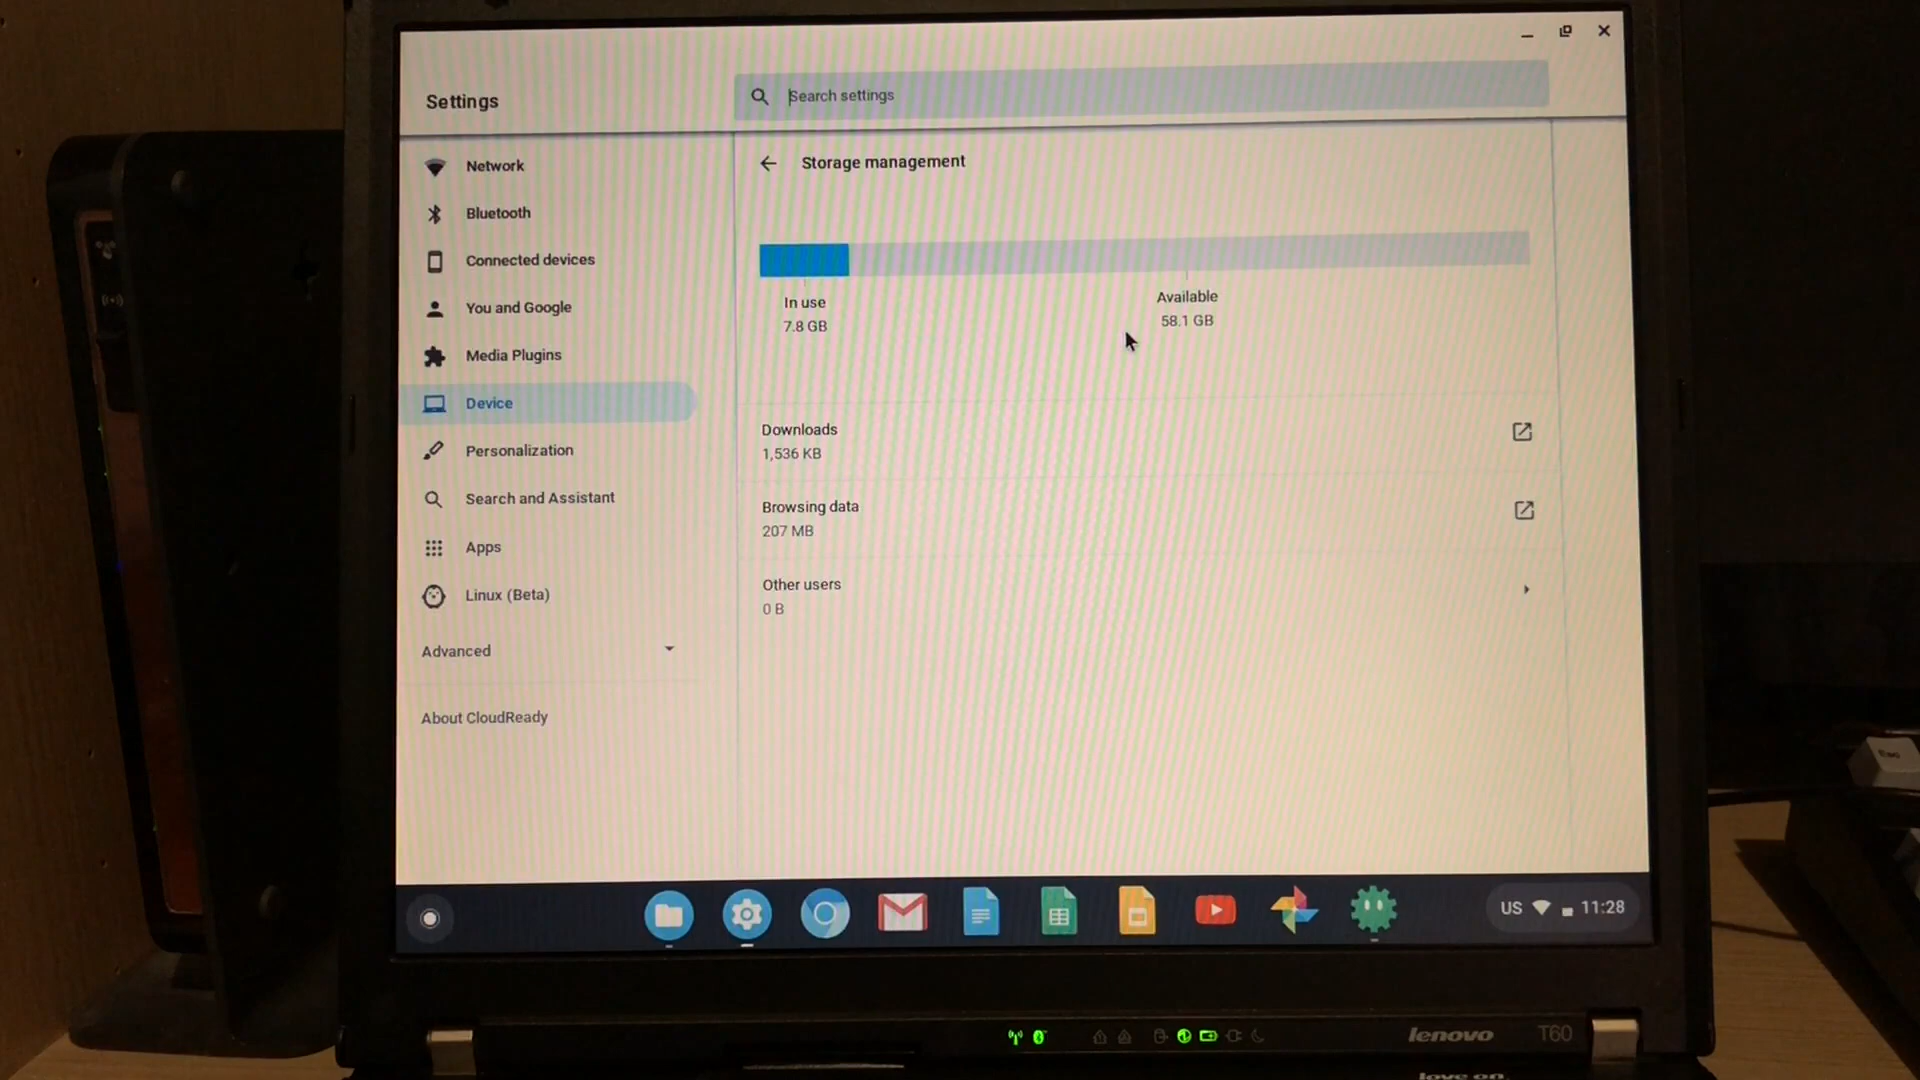 Settings
Search settings
Network
Bluetooth
Connected devices
You and Google
Media Plugins
Device
Personalization
Search and Assistant
Apps
Linux (Beta)
Advanced
About CloudReady
Storage management
In use
7.8 GB
Available
58.1 GB
Downloads
1,536 KB
Browsing data
207 MB
Other users
0 B
US 11:28
lenovo T60
Esc